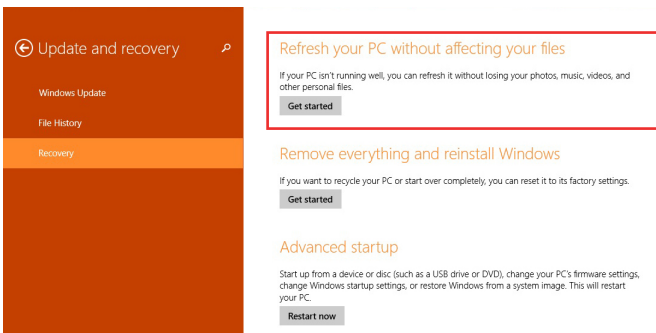 Update and recovery
Windows Update
File History
Recovery
Refresh your PC without affecting your files
If your PC isn't running well, you can refresh it without losing your photos, music, videos, and
other personal files.
Get started
Remove everything and reinstall Windows
If you want to recycle your PC or start over completely, you can reset it to its factory settings.
Get started
Advanced startup
Start up from a device or disc (such as a USB drive or DVD), change your PC's firmware settings,
change Windows startup settings, or restore Windows from a system image. This will restart
your PC.
Restart now